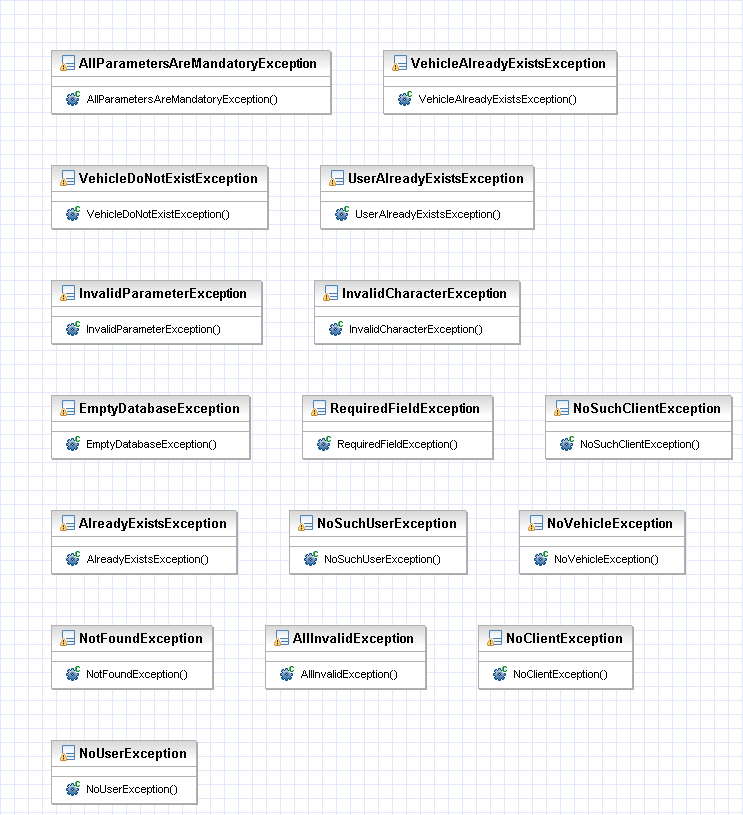 AllParametersAreMandatoryException
AllParametersAreMandatoryException()
VehicleAlreadyExistsException
VehicleAlreadyExistsException()
VehicleDoNotExistException
VehicleDoNotExistException()
UserAlreadyExistsException
UserAlreadyExistsException()
InvalidParameterException
InvalidParameterException()
InvalidCharacterException
InvalidCharacterException()
EmptyDatabaseException
EmptyDatabaseException()
RequiredFieldException
RequiredFieldException()
NoSuchClientException
NoSuchClientException()
AlreadyExistsException
AlreadyExistsException()
NoSuchUserException
NoSuchUserException()
NoVehicleException
NoVehicleException()
NotFoundException
NotFoundException()
AllInvalidException
AllInvalidException()
NoClientException
NoClientException()
NoUserException
NoUserException()